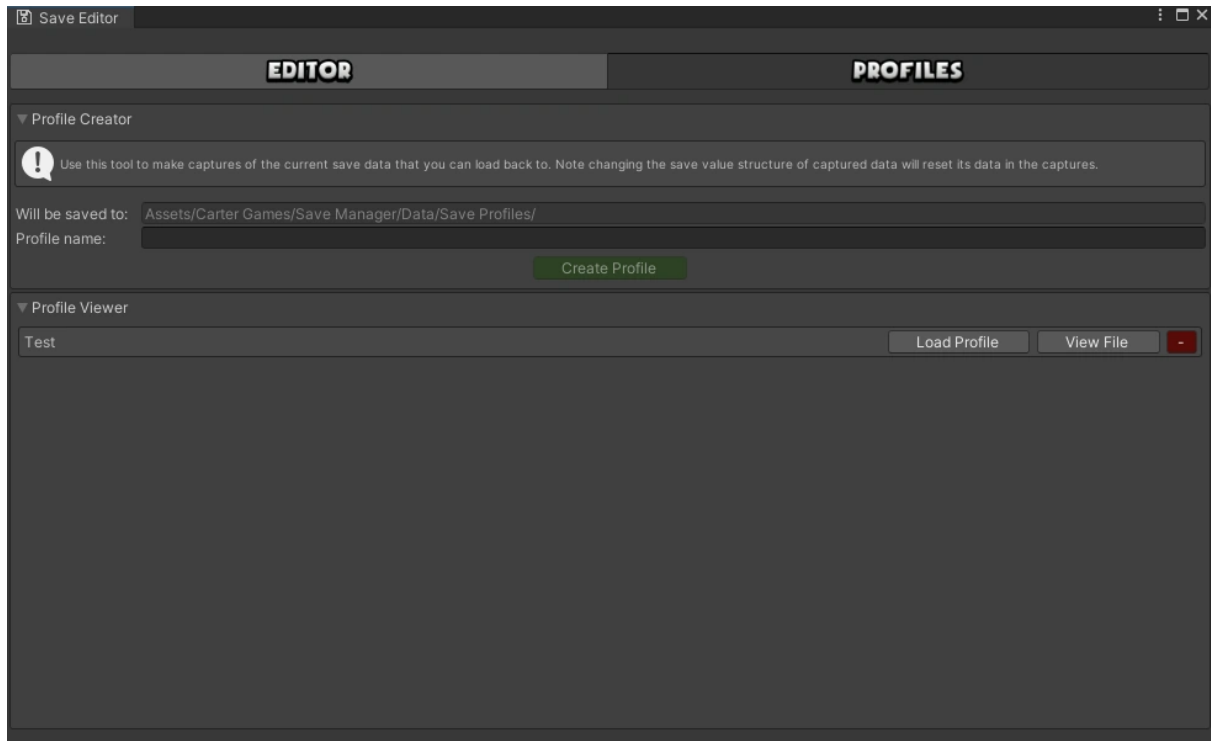 Save Editor
EDITOR
PROFILES
Profile Creator
Use this tool to make captures of the current save data that you can load back to. Note changing the save value structure of captured data will reset its data in the captures.
Will be saved to: Assets/Carter Games/Save Manager/Data/Save Profiles/
Profile name:
Create Profile
Profile Viewer
Test Load Profile View File -